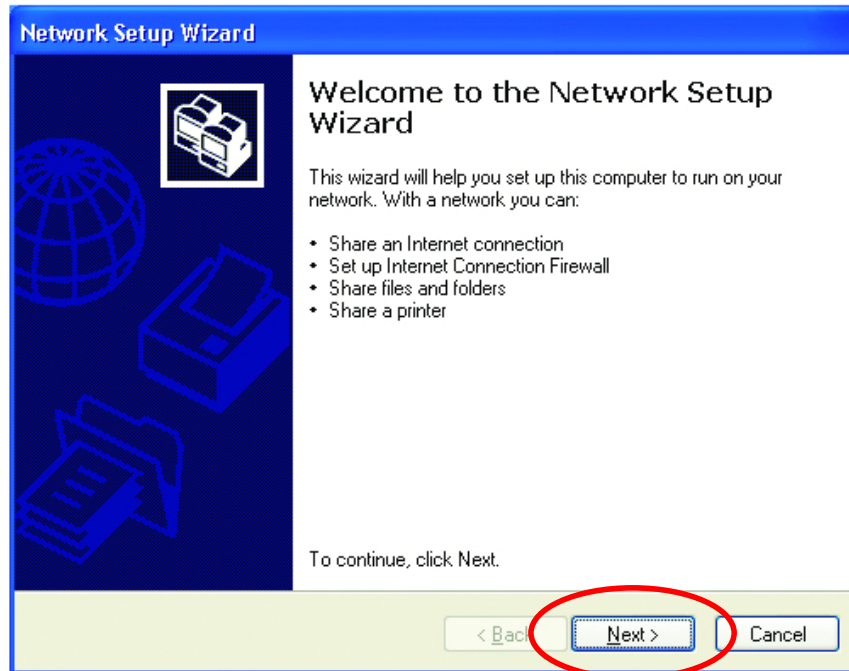 Network Setup Wizard
Welcome to the Network Setup
Wizard
This wizard will help you set up this computer to run on your
network. With a network you can:
• Share an Internet connection
• Set up Internet Connection Firewall
• Share files and folders
• Share a printer
To continue, click Next.
< Back Next > Cancel